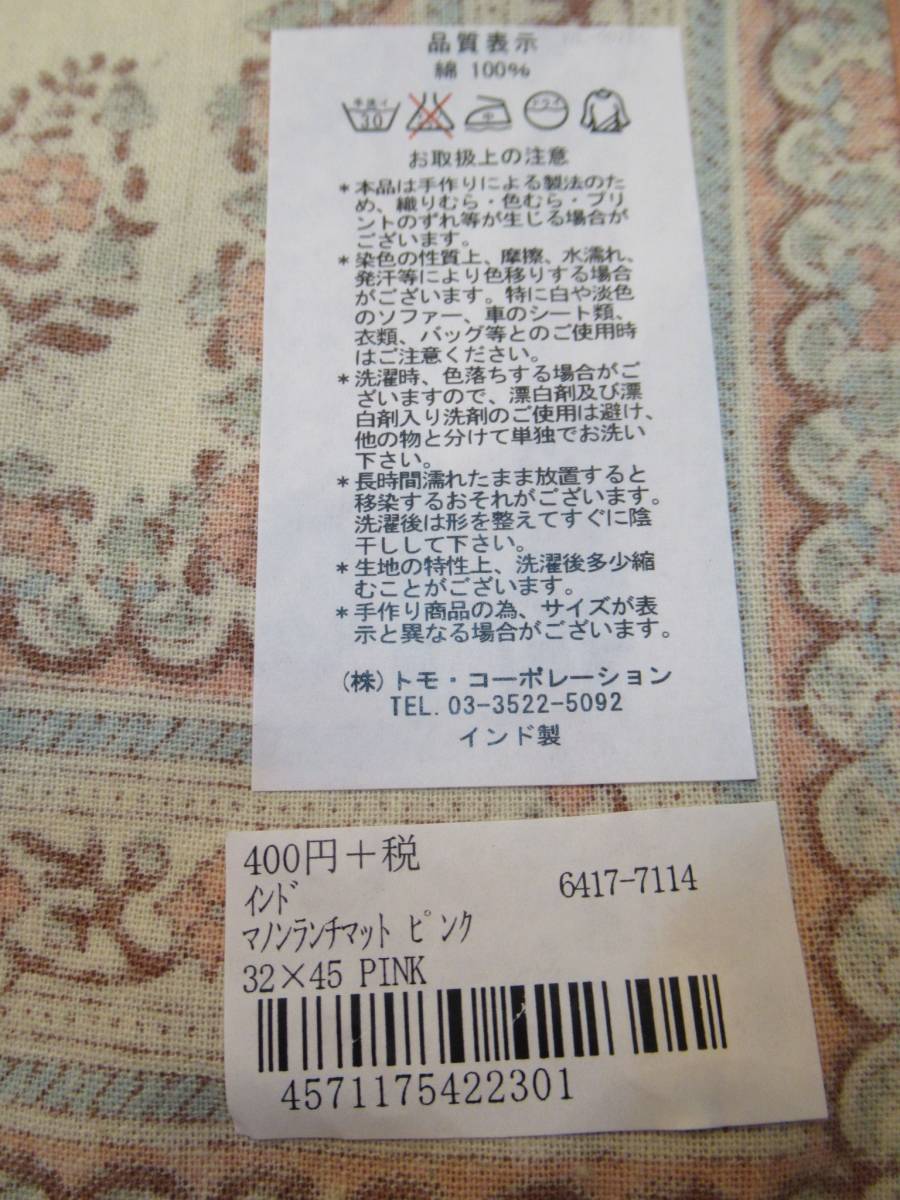 品質表示
綿 100%
手洗イ 30 中 ドライ
お取扱上の注意
*本品は手作りによる製法のた
め、織りむら・色むら・プリ
ントのずれ等が生じる場合が
ございます。
*染色の性質上、摩擦、水濡れ、
発汗等により色移りする場合
がございます。特に白や淡色
のソファー、車のシート類、
衣類、バッグ等とのご使用時
はご注意ください。
*洗濯時、色落ちする場合がご
ざいますので、漂白剤及び漂
白剤入り洗剤のご使用は避け、
他の物と分けて単独でお洗い
下さい。
*長時間濡れたまま放置すると
移染するおそれがございます。
洗濯後は形を整えてすぐに陰
干しして下さい。
*生地の特性上、洗濯後多少縮
むことがございます。
*手作り商品の為、サイズが表
示と異なる場合がございます。
(株)トモ・コーポレーション
TEL.03-3522-5092
インド製
400円+税
6417-7114
インド
マノンランチマット ピンク
32×45 PINK
4571175422301